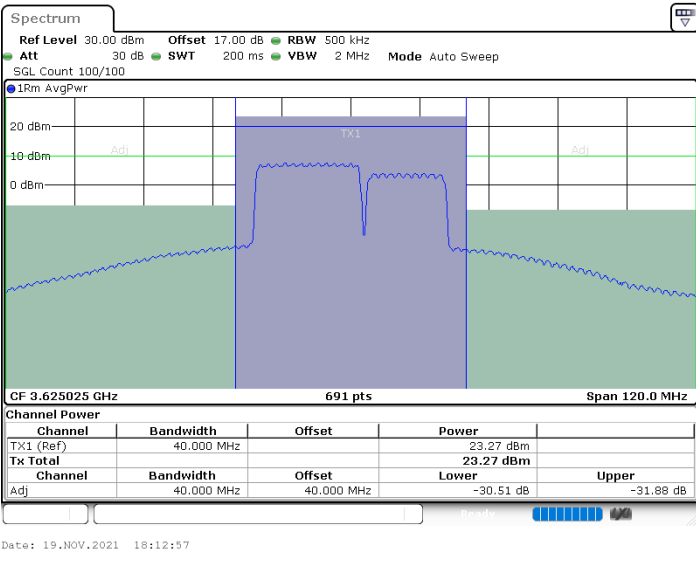 Spectrum
Ref Level 30.00 dBm Offset 17.00 dB RBW 500 kHz
Att 30 dB SWT 200 ms VBW 2 MHz Mode Auto Sweep
SGL Count 100/100
1Rm AvgPwr
20 dBm
TX1
Adj
Adj
10 dBm
0 dBm
CF 3.625025 GHz 691 pts Span 120.0 MHz
Channel Power
Channel Bandwidth Offset Power
TX1 (Ref) 40.000 MHz 23.27 dBm
Tx Total 23.27 dBm
Channel Bandwidth Offset Lower Upper
Adj 40.000 MHz 40.000 MHz -30.51 dB -31.88 dB
Ready
Date: 19.NOV.2021 18:12:57